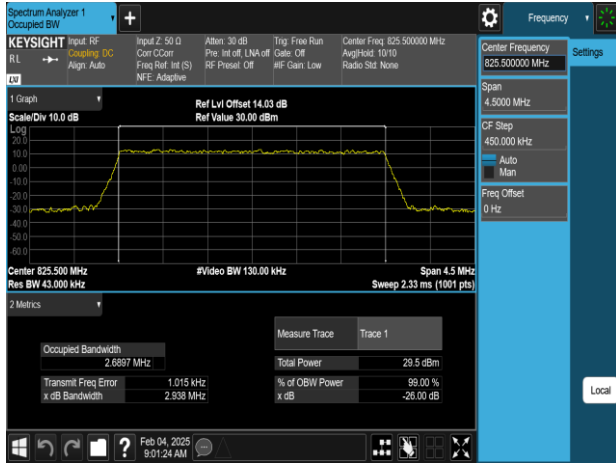 Spectrum Analyzer 1
Occupied BW
Frequency
KEYSIGHT
RL
LXI
Input: RF
Coupling: DC
Align: Auto
Input Z: 50 Ω
Corr CCorr
Freq Ref: Int (S)
NFE: Adaptive
Atten: 30 dB
Pre: Int off, LNA off
RF Preset: Off
Trig: Free Run
Gate: Off
#IF Gain: Low
Center Freq: 825.500000 MHz
Avg|Hold: 10/10
Radio Std: None
Center Frequency
825.500000 MHz
Settings
Span
4.5000 MHz
CF Step
450.000 kHz
Auto
Man
Freq Offset
0 Hz
Local
1 Graph
Scale/Div 10.0 dB
Ref Lvl Offset 14.03 dB
Ref Value 30.00 dBm
Log
20.0
10.0
0.00
-10.0
-20.0
-30.0
-40.0
-50.0
-60.0
Center 825.500 MHz
Res BW 43.000 kHz
#Video BW 130.00 kHz
Span 4.5 MHz
Sweep 2.33 ms (1001 pts)
2 Metrics
Measure Trace
Trace 1
Occupied Bandwidth
2.6897 MHz
Total Power
29.5 dBm
Transmit Freq Error
1.015 kHz
% of OBW Power
99.00 %
x dB Bandwidth
2.938 MHz
x dB
-26.00 dB
?
Feb 04, 2025
9:01:24 AM